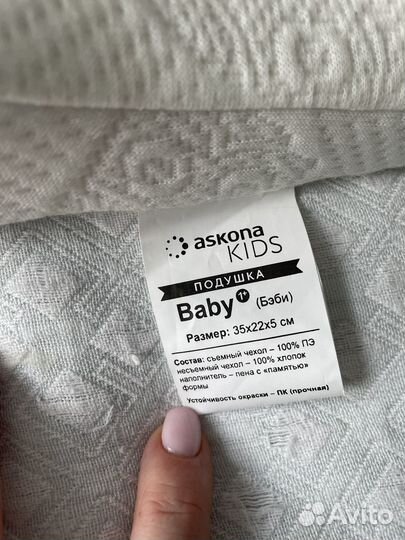 askona
KIDS
ПОДУШКА
Baby 1+ (Бэби)
Размер: 35х22х5 см
Состав: съемный чехол – 100% ПЭ
несъемный чехол – 100% хлопок
наполнитель – пена с «памятью»
формы
Устойчивость окраски – ПК (прочная)
Avito